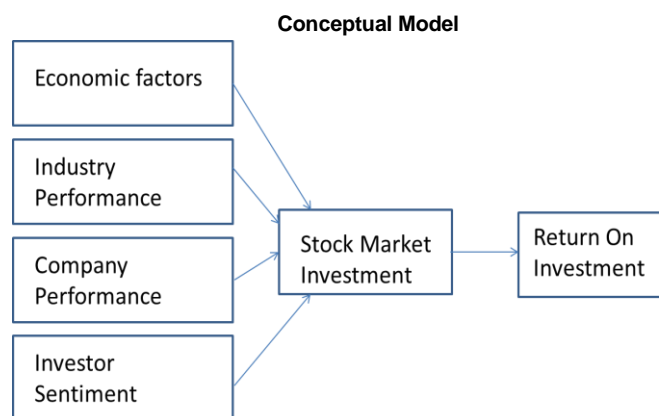 Conceptual Model
Economic factors
Industry
Performance
Company
Performance
Investor
Sentiment
Stock Market
Investment
Return On
Investment